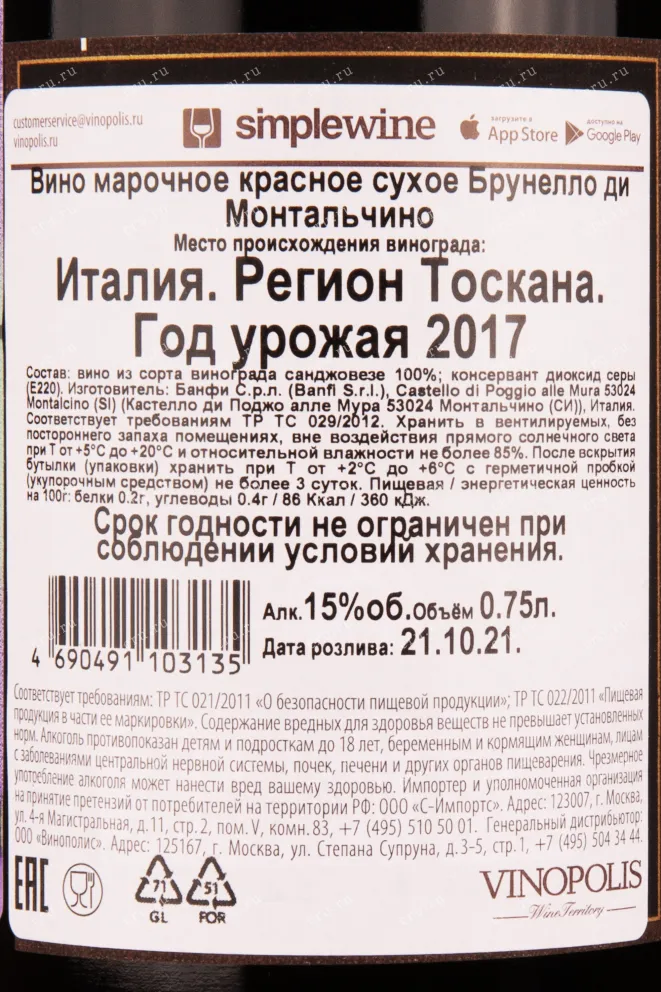 customerservice@vinopolis.ru
vinopolis.ru
simplewine
загрузите в
App Store
доступно на
Google Play
Вино марочное красное сухое Брунелло ди
Монтальчино
Место происхождения винограда:
Италия. Регион Тоскана.
Год урожая 2017
Состав: вино из сорта винограда санджовезе 100%; консервант диоксид серы
(E220). Изготовитель: Банфи С.р.л. (Banfi S.r.l.), Castello di Poggio alle Mura 53024
Montalcino (SI) (Кастелло ди Поджо алле Мура 53024 Монтальчино (СИ)), Италия.
Соответствует требованиям ТР ТС 029/2012. Хранить в вентилируемых, без
постороннего запаха помещениях, вне воздействия прямого солнечного света
при Т от +5°С до +20°С и относительной влажности не более 85%. После вскрытия
бутылки (упаковки) хранить при Т от +2°С до +6°С с герметичной пробкой
(укупорочным средством) не более 3 суток. Пищевая / энергетическая ценность
на 100г: белки 0.2г, углеводы 0.4г / 86 Ккал / 360 кДж.
Срок годности не ограничен при
соблюдении условий хранения.
Алк. 15%об. Объём 0.75л.
Дата розлива: 21.10.21.
4 690491 103135
Соответствует требованиям: ТР ТС 021/2011 «О безопасности пищевой продукции»; ТР ТС 022/2011 «Пищевая
продукция в части ее маркировки». Содержание вредных для здоровья веществ не превышает установленных
норм. Алкоголь противопоказан детям и подросткам до 18 лет, беременным и кормящим женщинам, лицам
с заболеваниями центральной нервной системы, почек, печени и других органов пищеварения. Чрезмерное
употребление алкоголя может нанести вред вашему здоровью. Импортер и уполномоченная организация
на принятие претензий от потребителей на территории РФ: ООО «С-Импортс». Адрес: 123007, г. Москва,
ул. 4-я Магистральная, д.11, стр. 2, пом. V, комн. 83, +7 (495) 510 50 01. Генеральный дистрибьютор:
ООО «Винополис». Адрес: 125167, г. Москва, ул. Степана Супруна, д.3-5, стр.1, +7 (495) 504 34 44.
EAC
71
GL
51
FOR
VINOPOLIS
Wine Territory